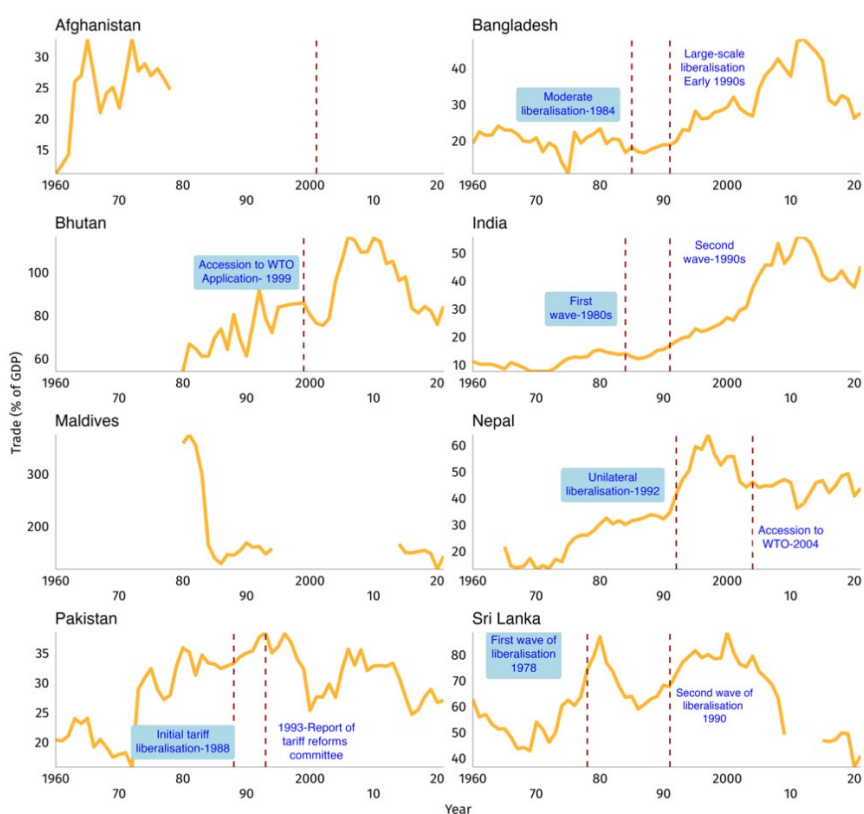 Afghanistan
30
25
20
15
1960
70
80
90
2000
10
20
Bangladesh
40
30
20
1960
70
80
90
2000
10
20
Moderate
liberalisation-1984
Large-scale
liberalisation
Early 1990s
Bhutan
100
80
60
1960
70
80
90
2000
10
20
Accession to WTO
Application- 1999
India
50
40
30
20
10
1960
70
80
90
2000
10
20
First
wave-1980s
Second
wave-1990s
Trade (% of GDP)
Maldives
300
200
1960
70
80
90
2000
10
20
Nepal
60
50
40
30
20
1960
70
80
90
2000
10
20
Unilateral
liberalisation-1992
Accession to
WTO-2004
Pakistan
35
30
25
20
1960
70
80
90
2000
10
20
Initial tariff
liberalisation-1988
1993-Report of
tariff reforms
committee
Sri Lanka
80
70
60
50
40
1960
70
80
90
2000
10
20
First wave of
liberalisation
1978
Second wave of
liberalisation
1990
Year